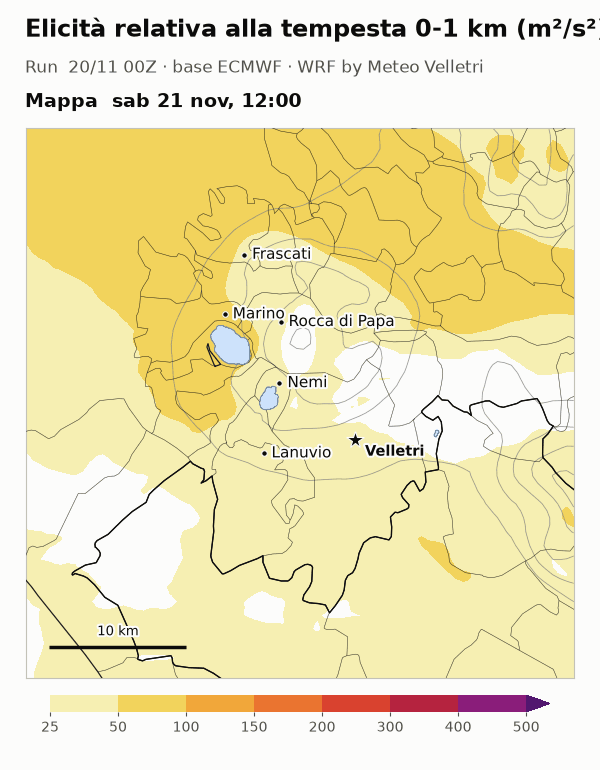 Elicità relativa alla tempesta 0-1 km (m²/s²)
Run  20/11 00Z · base ECMWF · WRF by Meteo Velletri
Mappa  sab 21 nov, 12:00
Frascati
Marino
Rocca di Papa
Nemi
Velletri
Lanuvio
10 km
25 50 100 150 200 300 400 500